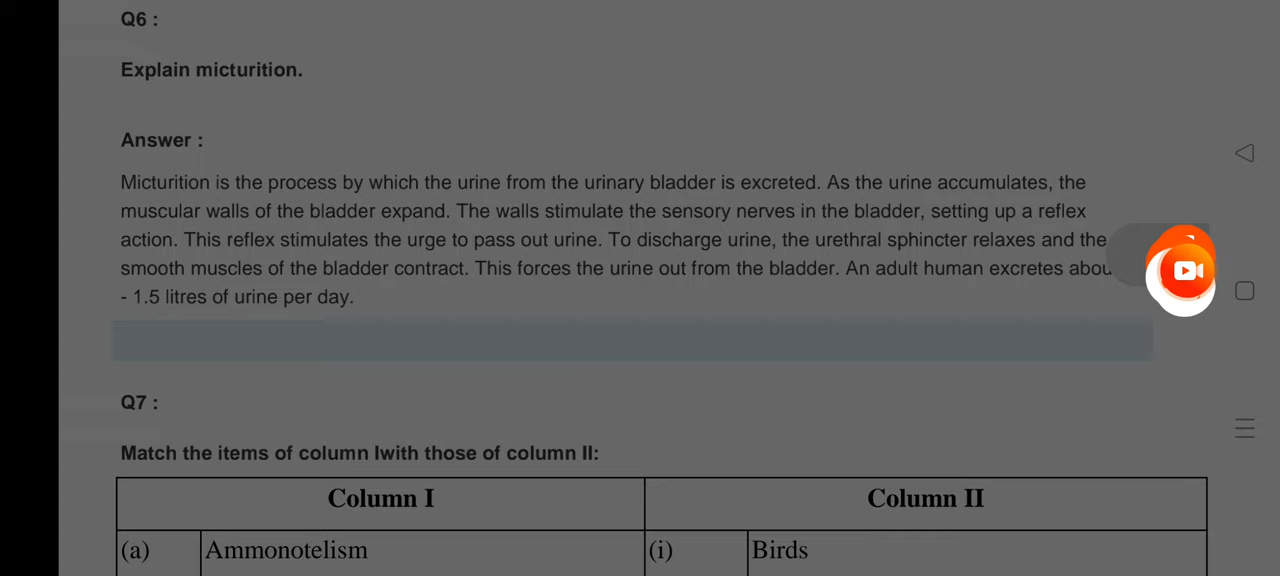 Q6 :
Explain micturition.
Answer :
Micturition is the process by which the urine from the urinary bladder is excreted. As the urine accumulates, the
muscular walls of the bladder expand. The walls stimulate the sensory nerves in the bladder, setting up a reflex
action. This reflex stimulates the urge to pass out urine. To discharge urine, the urethral sphincter relaxes and the
smooth muscles of the bladder contract. This forces the urine out from the bladder. An adult human excretes abou
- 1.5 litres of urine per day.
Q7 :
Match the items of column Iwith those of column II:
Column I Column II
(a) Ammonotelism (i) Birds